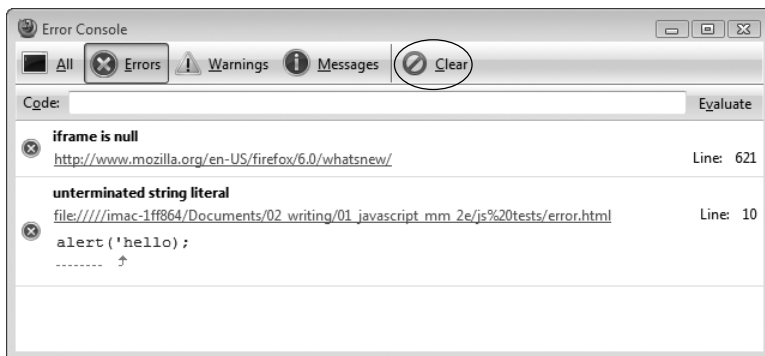 Error Console
All Errors Warnings Messages Clear
Code: Evaluate
iframe is null
http://www.mozilla.org/en-US/firefox/6.0/whatsnew/ Line: 621
unterminated string literal
file://///imac-1ff864/Documents/02_writing/01_javascript_mm_2e/js%20tests/error.html Line: 10
alert('hello);